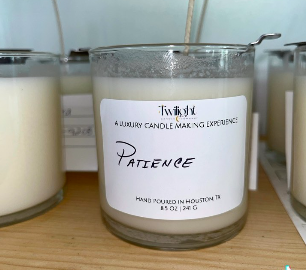 Twilight
A LUXURY CANDLE MAKING EXPERIENCE
PATIENCE
HAND POURED IN HOUSTON, TX
8.5 OZ | 241 G